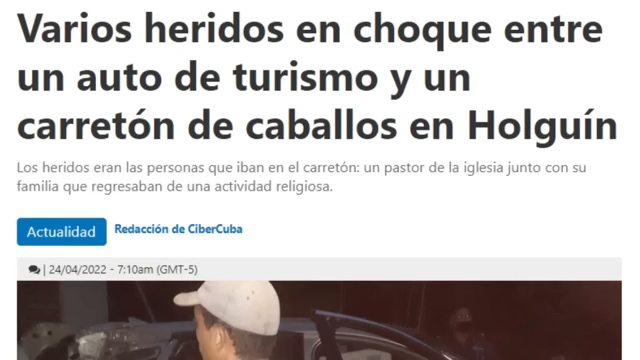 Varios heridos en choque entre
un auto de turismo y un
carretón de caballos en Holguín
Los heridos eran las personas que iban en el carretón: un pastor de la iglesia junto con su
familia que regresaban de una actividad religiosa.
Actualidad Redacción de CiberCuba
| 24/04/2022 - 7:10am (GMT-5)